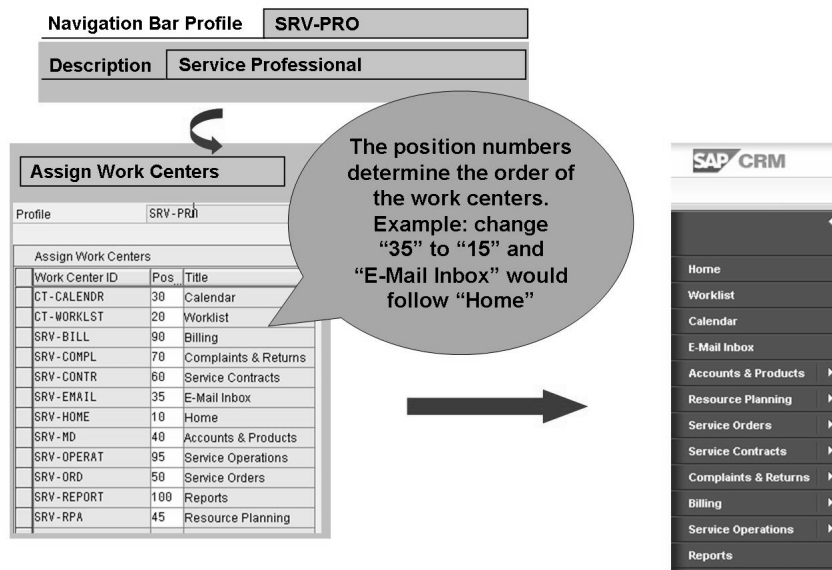 Navigation Bar Profile SRV-PRO
Description Service Professional
Assign Work Centers
Profile SRV-PRO
Assign Work Centers
Work Center ID Pos... Title
CT-CALENDR 30 Calendar
CT-WORKLST 20 Worklist
SRV-BILL 90 Billing
SRV-COMPL 70 Complaints & Returns
SRV-CONTR 60 Service Contracts
SRV-EMAIL 35 E-Mail Inbox
SRV-HOME 10 Home
SRV-MD 40 Accounts & Products
SRV-OPERAT 95 Service Operations
SRV-ORD 50 Service Orders
SRV-REPORT 100 Reports
SRV-RPA 45 Resource Planning
The position numbers
determine the order of
the work centers.
Example: change
“35” to “15” and
“E-Mail Inbox” would
follow “Home”
SAP CRM
Home
Worklist
Calendar
E-Mail Inbox
Accounts & Products
Resource Planning
Service Orders
Service Contracts
Complaints & Returns
Billing
Service Operations
Reports